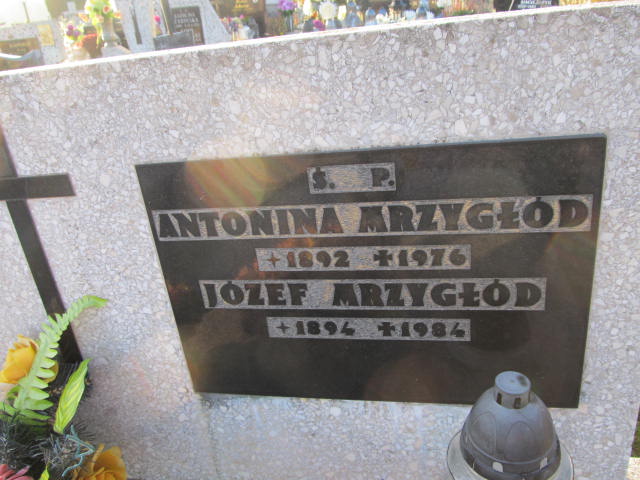 Ś. P.
ANTONINA MRZYGŁÓD
+1892 ✝1976
JÓZEF MRZYGŁÓD
+1894 ✝1984